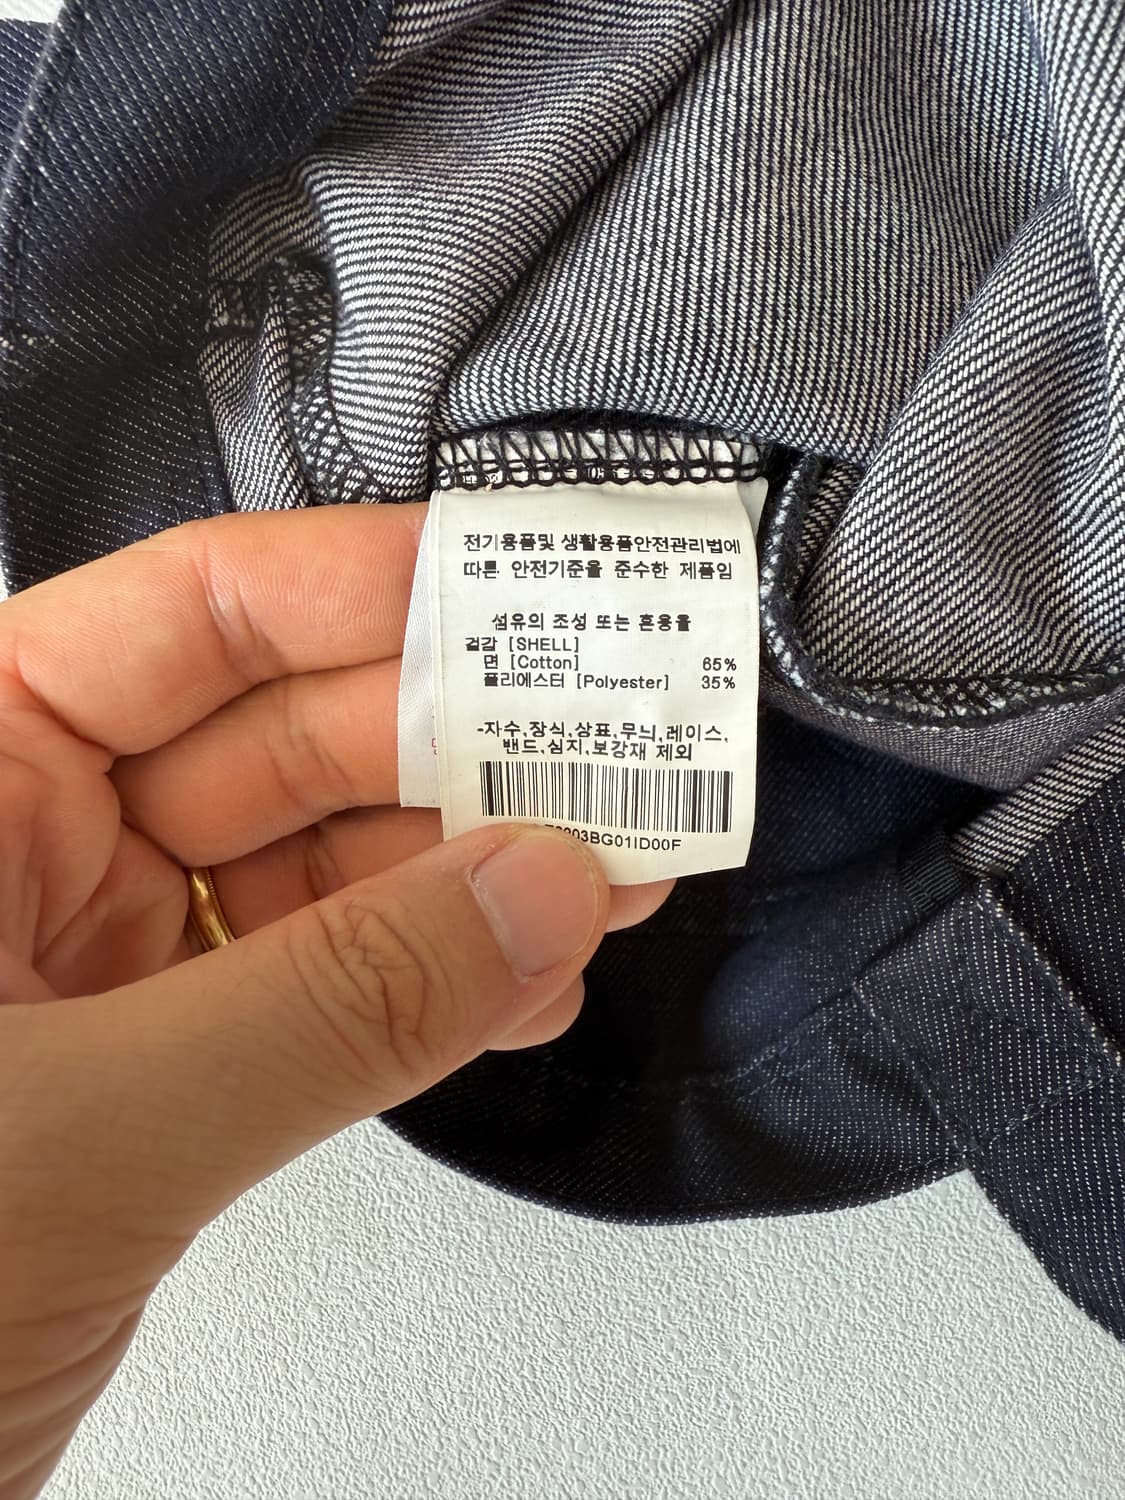 전기용품및 생활용품안전관리법에
따른 안전기준을 준수한 제품임
섬유의 조성 또는 혼용율
겉감 [SHELL]
면 [Cotton] 65%
폴리에스터 [Polyester] 35%
-자수,장식,상표,무늬,레이스,
밴드,심지,보강재 제외
03BG01ID00F